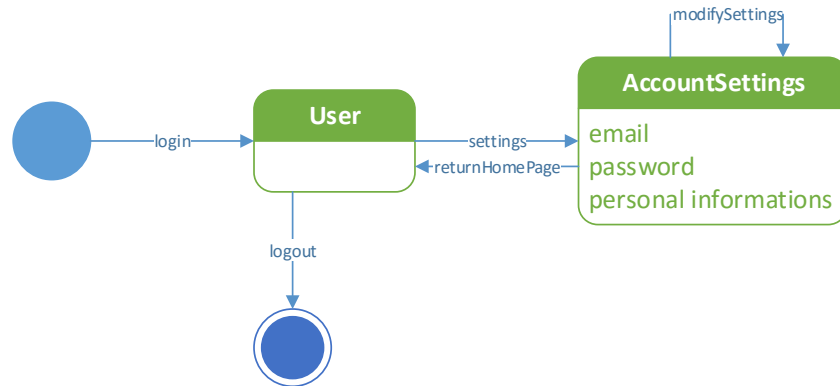 modifySettings
AccountSettings
User
login
settings
email
returnHomePage
password
personal informations
logout